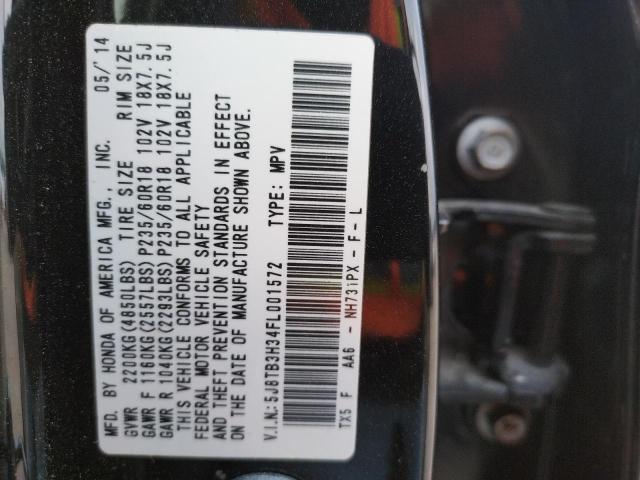 MFD. BY HONDA OF AMERICA MFG., INC. 05/'14
GVWR 2200KG(4850LBS) TIRE SIZE RIM SIZE
GAWR F 1160KG(2557LBS) P235/60R18 102V 18X7.5J
GAWR R 1040KG(2293LBS) P235/60R18 102V 18X7.5J
THIS VEHICLE CONFORMS TO ALL APPLICABLE
FEDERAL MOTOR VEHICLE SAFETY
AND THEFT PREVENTION STANDARDS IN EFFECT
ON THE DATE OF MANUFACTURE SHOWN ABOVE.
V.I.N.: 5J8TB3H34FL001572 TYPE: MPV
TX5 F AA6 - NH731PX - F - L